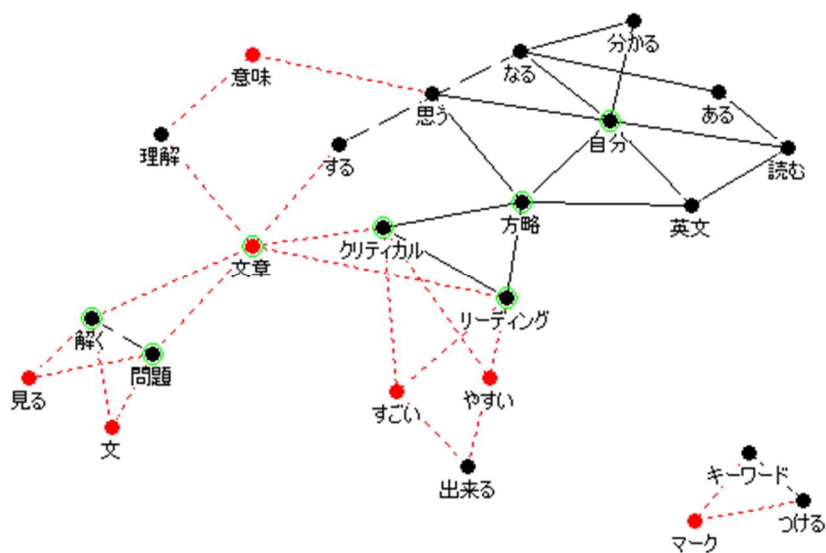 分かる
なる
意味
ある
思う
自分
理解
する
読む
方略
英文
クリティカル
文章
リーディング
解く
問題
見る
すごい
やすい
文
キーワード
出来る
つける
マーク